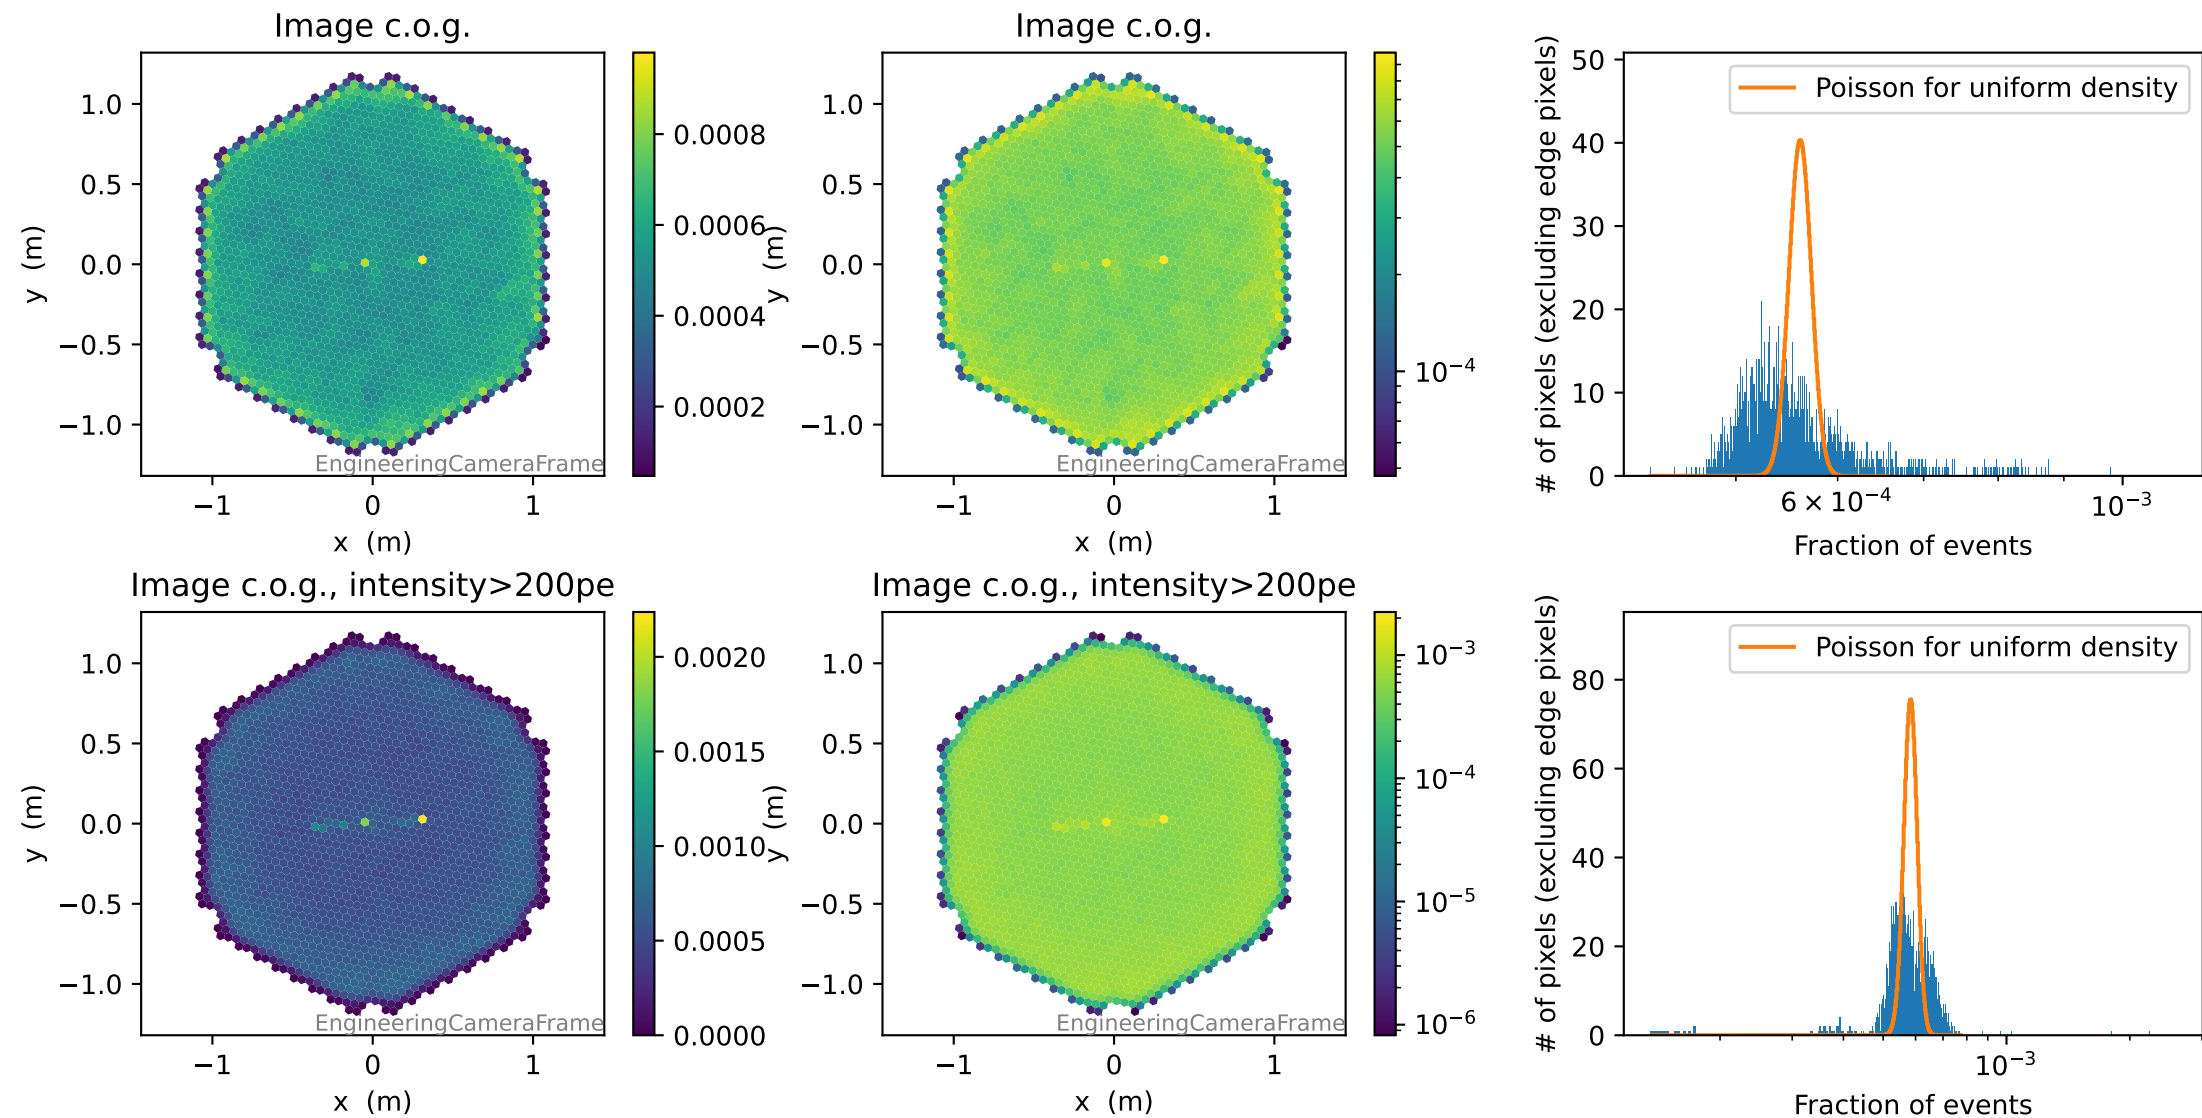 Image c.o.g.
1.0
0.5
0.0
−0.5
−1.0
y (m)
−1 0 1
x (m)
EngineeringCameraFrame
0.0008
0.0006
0.0004
0.0002
Image c.o.g.
1.0
0.5
0.0
−0.5
−1.0
y (m)
−1 0 1
x (m)
EngineeringCameraFrame
10⁻⁴
50
40
30
20
10
0
# of pixels (excluding edge pixels)
Poisson for uniform density
6 × 10⁻⁴ 10⁻³
Fraction of events
Image c.o.g., intensity>200pe
1.0
0.5
0.0
−0.5
−1.0
y (m)
−1 0 1
x (m)
EngineeringCameraFrame
0.0020
0.0015
0.0010
0.0005
0.0000
Image c.o.g., intensity>200pe
1.0
0.5
0.0
−0.5
−1.0
y (m)
−1 0 1
x (m)
EngineeringCameraFrame
10⁻³
10⁻⁴
10⁻⁵
10⁻⁶
80
60
40
20
0
# of pixels (excluding edge pixels)
Poisson for uniform density
10⁻³
Fraction of events